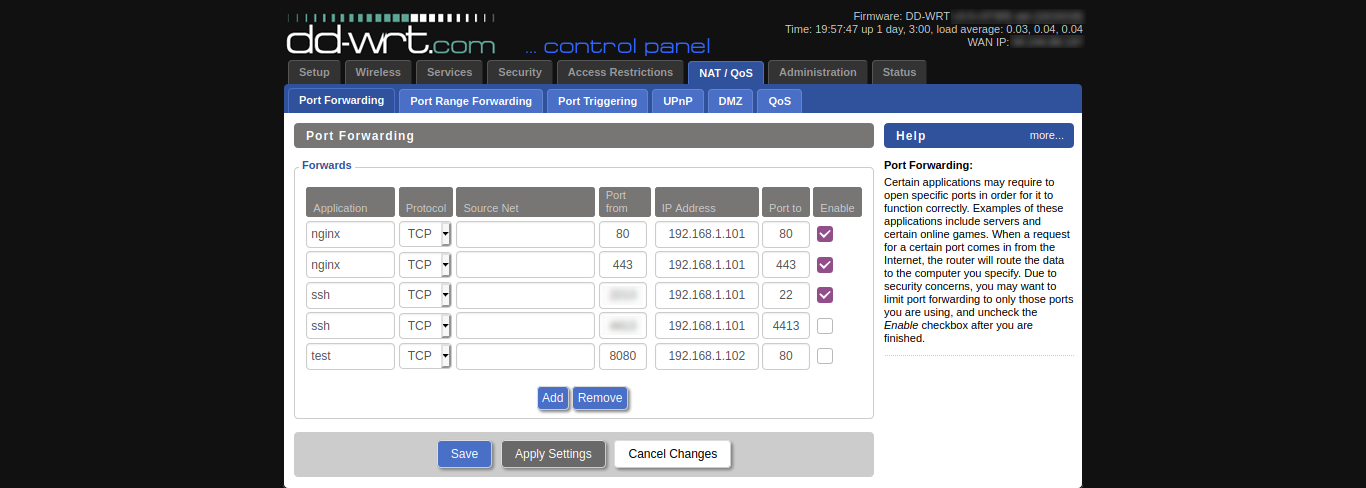 Firmware: DD-WRT
Time: 19:57:47 up 1 day, 3:00, load average: 0.03, 0.04, 0.04
WAN IP:
dd-wrt.com ... control panel
Setup Wireless Services Security Access Restrictions NAT / QoS Administration Status
Port Forwarding Port Range Forwarding Port Triggering UPnP DMZ QoS
Port Forwarding
Forwards
Application Protocol Source Net Port from IP Address Port to Enable
nginx TCP 80 192.168.1.101 80
nginx TCP 443 192.168.1.101 443
ssh TCP 192.168.1.101 22
ssh TCP 192.168.1.101 4413
test TCP 8080 192.168.1.102 80
Add Remove
Save Apply Settings Cancel Changes
Help more...
Port Forwarding:
Certain applications may require to
open specific ports in order for it to
function correctly. Examples of these
applications include servers and
certain online games. When a request
for a certain port comes in from the
Internet, the router will route the data
to the computer you specify. Due to
security concerns, you may want to
limit port forwarding to only those ports
you are using, and uncheck the
Enable checkbox after you are
finished.